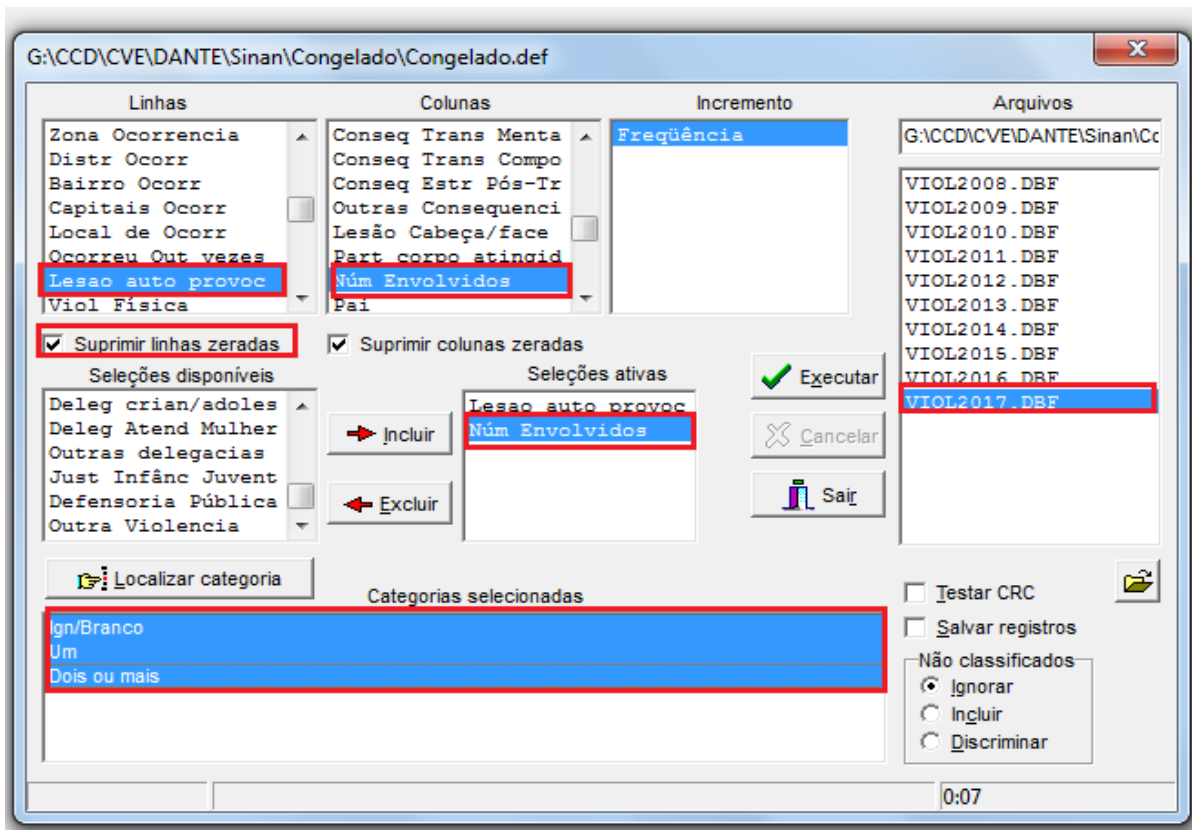 G:\CCD\CVE\DANTE\Sinan\Congelado\Congelado.def
Linhas
Zona Ocorrencia
Distr Ocorr
Bairro Ocorr
Capitais Ocorr
Local de Ocorr
Ocorreu Out vezes
Lesao auto provoc
Viol Física
Suprimir linhas zeradas
Colunas
Conseq Trans Menta
Conseq Trans Compo
Conseq Estr Pós-Tr
Outras Consequenci
Lesão Cabeça/face
Part corpo atingid
Núm Envolvidos
Pai
Suprimir colunas zeradas
Incremento
Freqüência
Arquivos
G:\CCD\CVE\DANTE\Sinan\Cc
VIOL2008.DBF
VIOL2009.DBF
VIOL2010.DBF
VIOL2011.DBF
VIOL2012.DBF
VIOL2013.DBF
VIOL2014.DBF
VIOL2015.DBF
VIOL2016.DBF
VIOL2017.DBF
Seleções disponíveis
Deleg crian/adoles
Deleg Atend Mulher
Outras delegacias
Just Infânc Juvent
Defensoria Pública
Outra Violencia
Incluir
Excluir
Seleções ativas
Lesao auto provoc
Núm Envolvidos
Executar
Cancelar
Sair
Localizar categoria
Categorias selecionadas
Ign/Branco
Um
Dois ou mais
Testar CRC
Salvar registros
Não classificados
Ignorar
Incluir
Discriminar
0:07